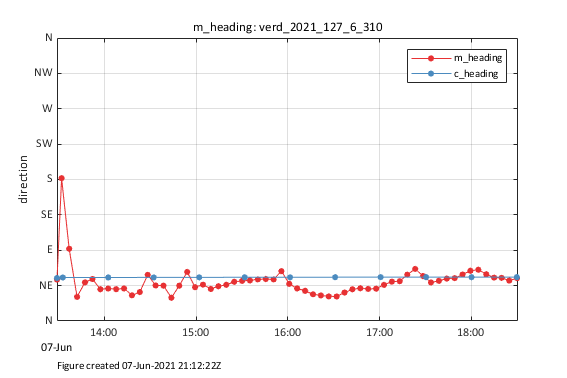 m_heading: verd_2021_127_6_310
N
NW
W
SW
S
SE
E
NE
N
direction
m_heading
c_heading
14:00 15:00 16:00 17:00 18:00
07-Jun
Figure created 07-Jun-2021 21:12:22Z